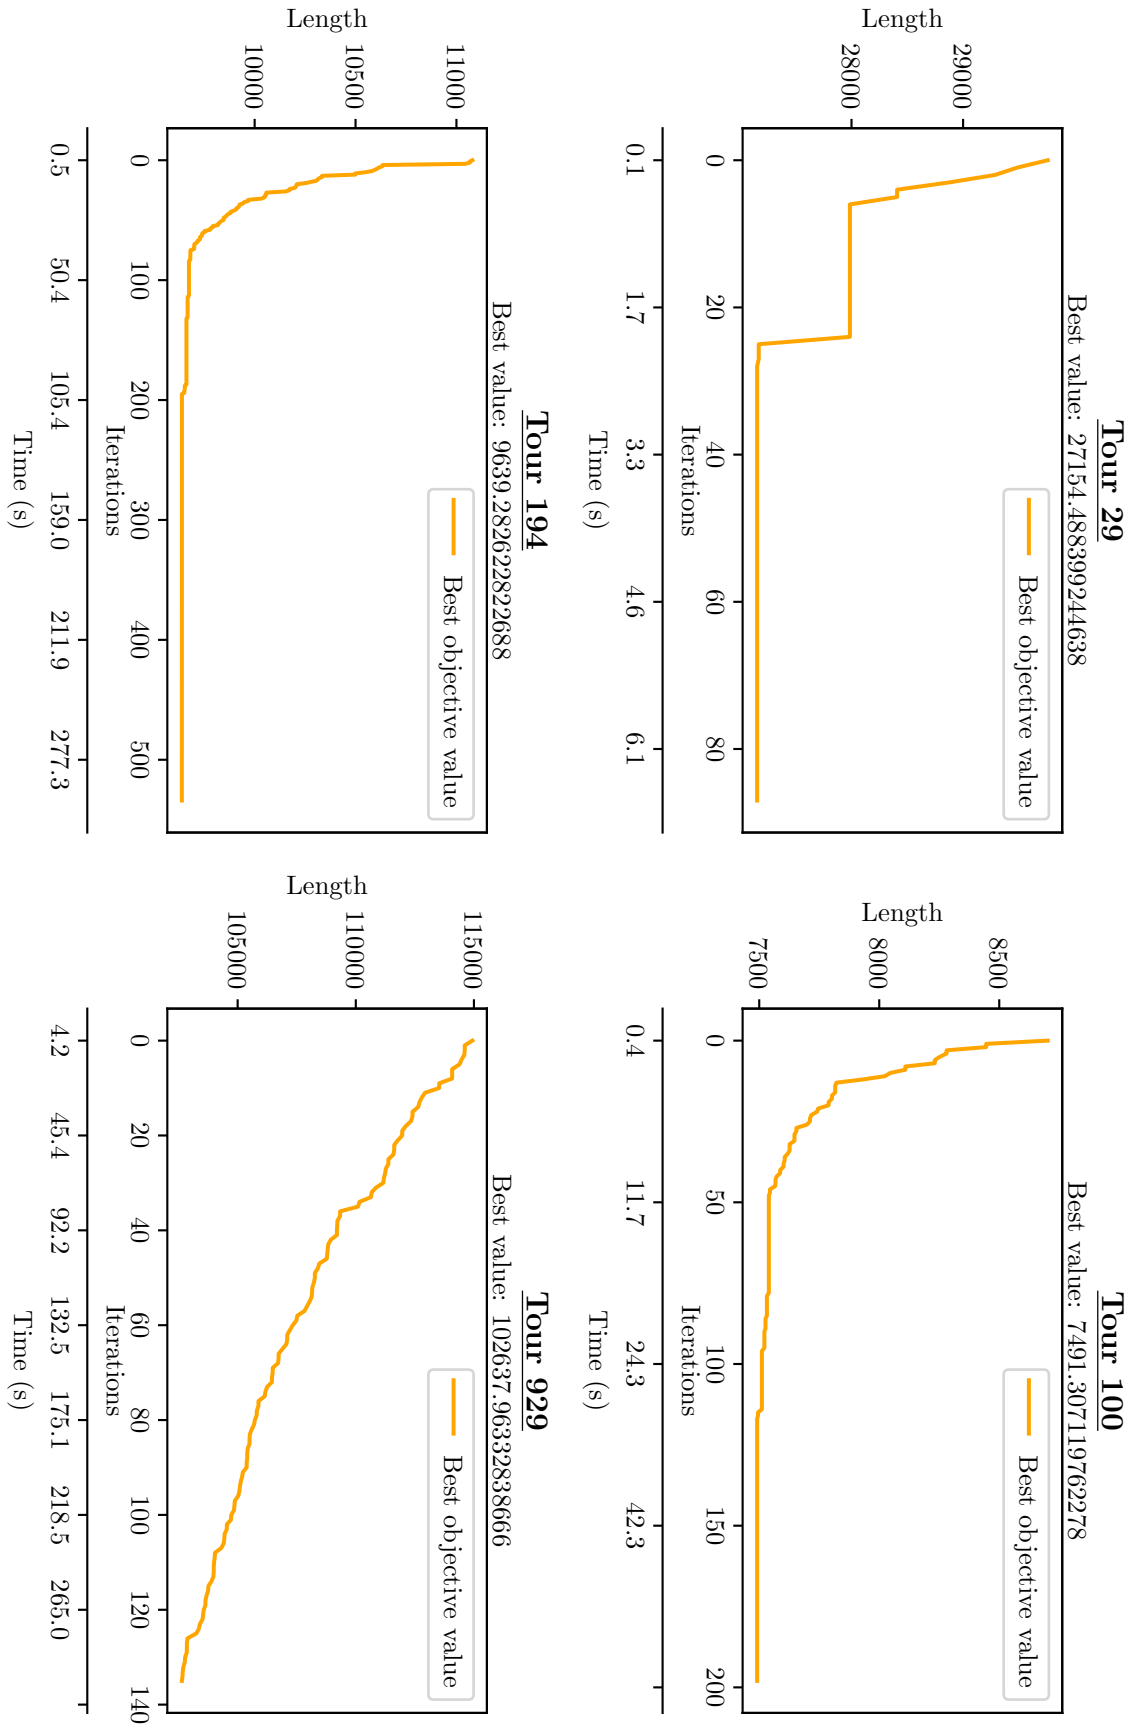 Tour 29
Best value: 27154.48839924​4638
Length
29000
28000
Best objective value
0 20 40 60 80
Iterations
0.1 1.7 3.3 4.6 6.1
Time (s)
Tour 100
Best value: 7491.307119762278
Length
8500
8000
7500
Best objective value
0 50 100 150 200
Iterations
0.4 11.7 24.3 42.3
Time (s)
Tour 194
Best value: 9639.282622822688
Length
11000
10500
10000
Best objective value
0 100 200 300 400 500
Iterations
0.5 50.4 105.4 159.0 211.9 277.3
Time (s)
Tour 929
Best value: 102637.96332838666
Length
115000
110000
105000
Best objective value
0 20 40 60 80 100 120 140
Iterations
4.2 45.4 92.2 132.5 175.1 218.5 265.0
Time (s)